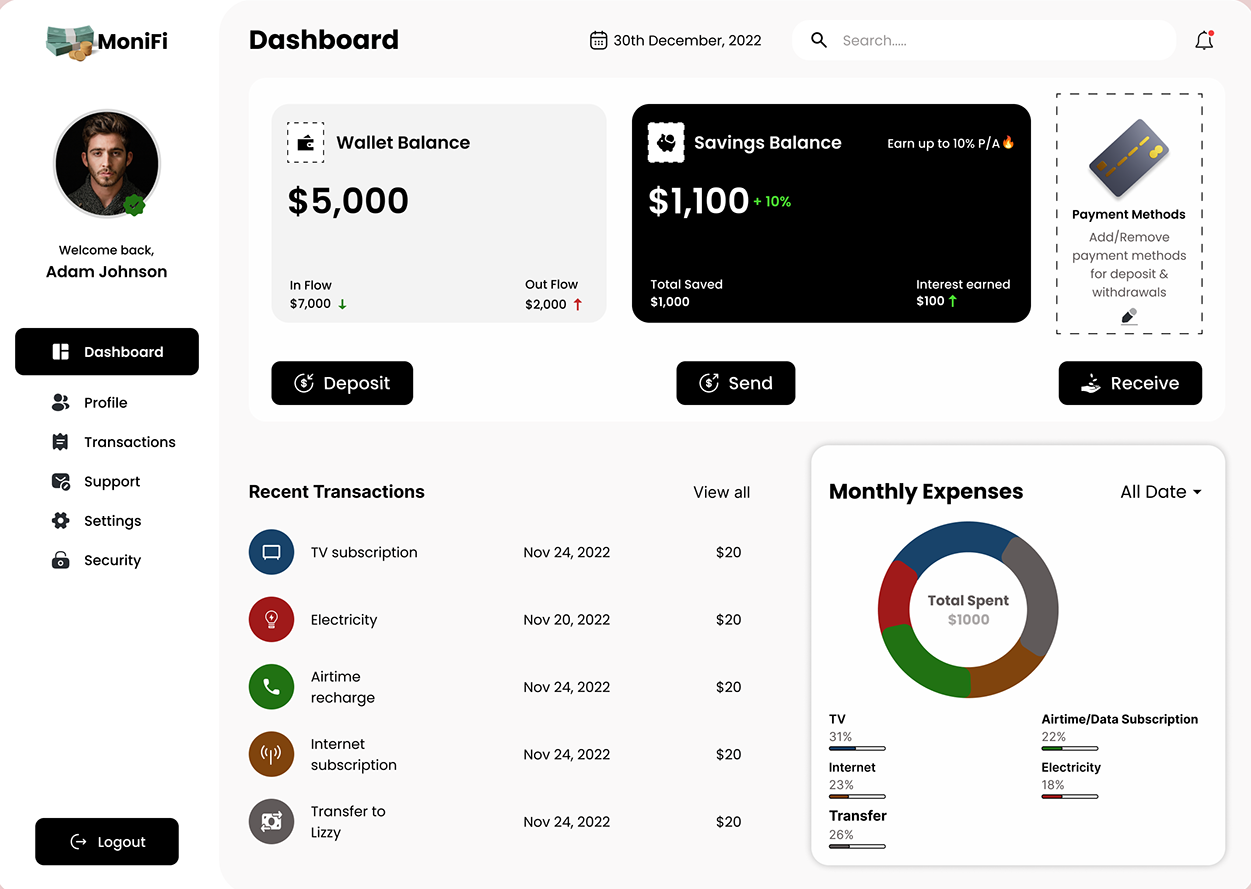 MoniFi
Dashboard
30th December, 2022
Search.....
Welcome back,
Adam Johnson
Dashboard
Profile
Transactions
Support
Settings
Security
Logout
Wallet Balance
$5,000
In Flow
$7,000
Out Flow
$2,000
Savings Balance
Earn up to 10% P/A
$1,100 + 10%
Total Saved
$1,000
Interest earned
$100
Payment Methods
Add/Remove
payment methods
for deposit &
withdrawals
Deposit
Send
Receive
Recent Transactions
View all
TV subscription
Nov 24, 2022
$20
Electricity
Nov 20, 2022
$20
Airtime
recharge
Nov 24, 2022
$20
Internet
subscription
Nov 24, 2022
$20
Transfer to
Lizzy
Nov 24, 2022
$20
Monthly Expenses
All Date
Total Spent
$1000
TV
31%
Airtime/Data Subscription
22%
Internet
23%
Electricity
18%
Transfer
26%